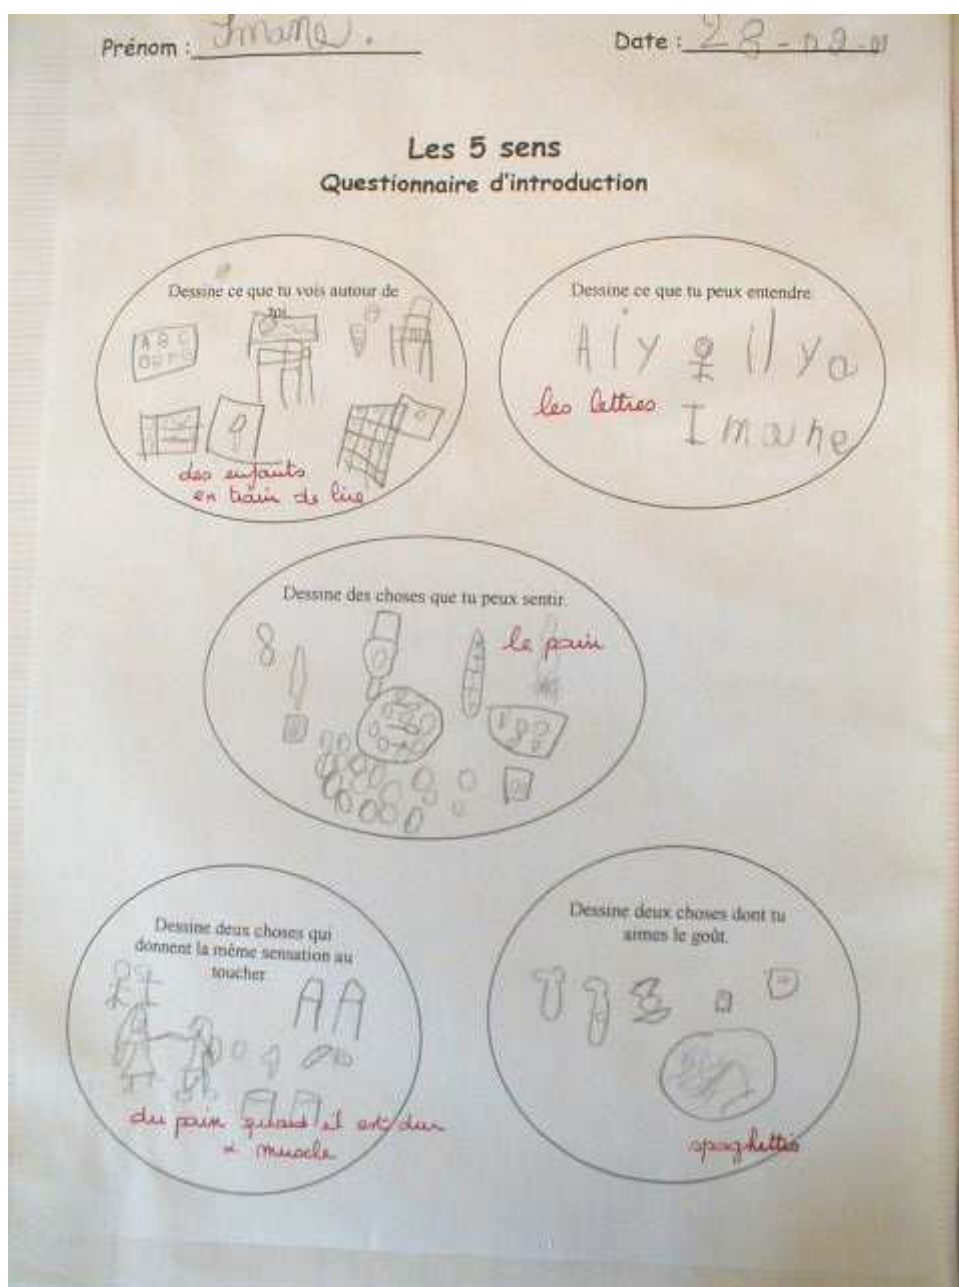 Prénom : Imane.
Date : 28-09-01
Les 5 sens
Questionnaire d'introduction
Dessine ce que tu vois autour de
toi.
A B C
des enfants
en train de lire
Dessine ce que tu peux entendre.
A i y il ya
les lettres
Imane
Dessine des choses que tu peux sentir.
8
le pain
Dessine deux choses qui
donnent la même sensation au
toucher
A A
du pain quand il est dur
muscle
Dessine deux choses dont tu
aimes le goût.
spaghettis